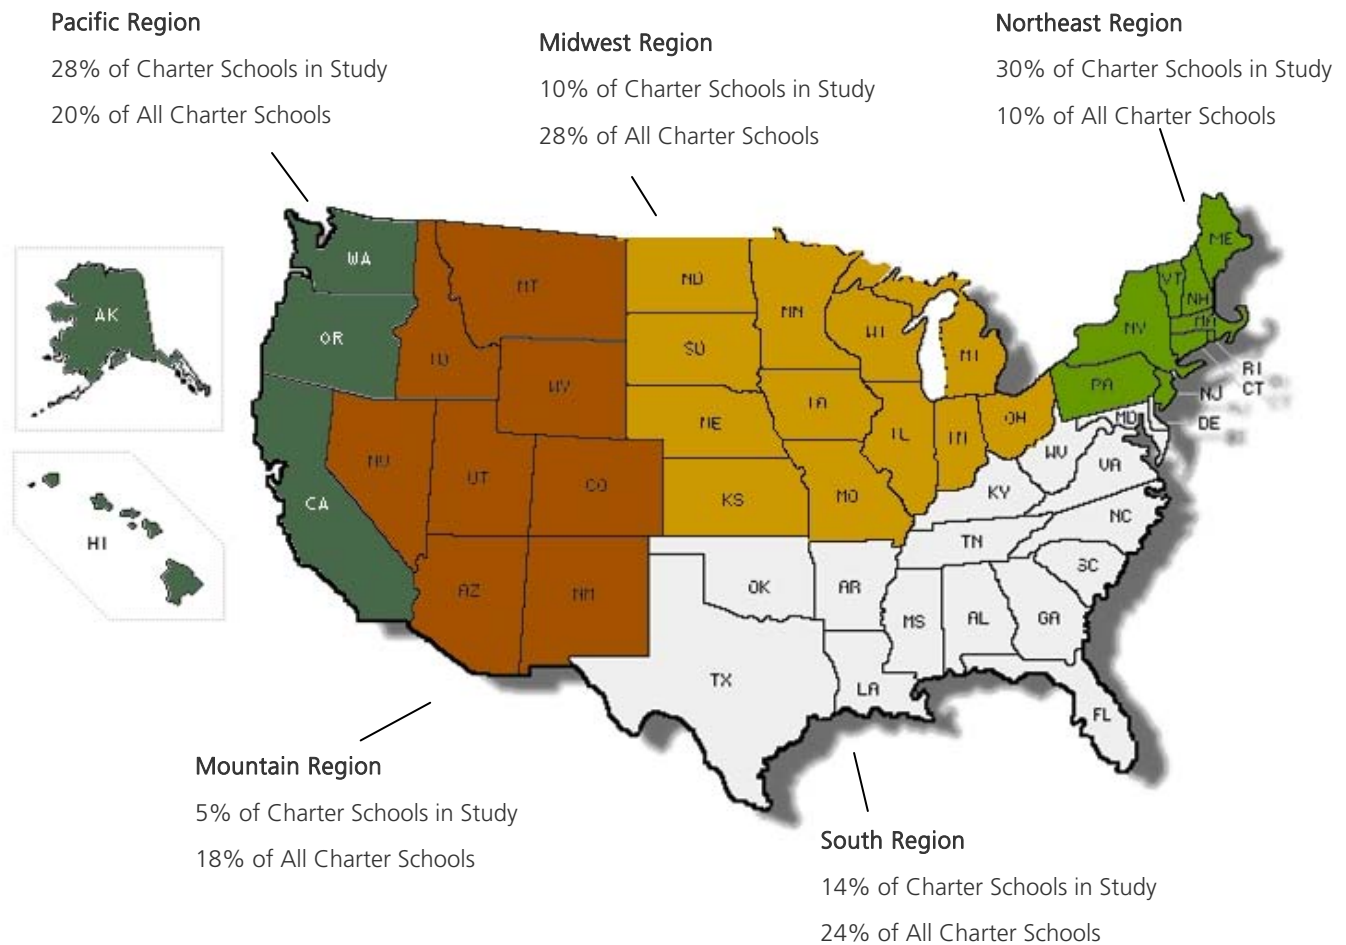 Pacific Region
28% of Charter Schools in Study
20% of All Charter Schools
Midwest Region
10% of Charter Schools in Study
28% of All Charter Schools
Northeast Region
30% of Charter Schools in Study
10% of All Charter Schools
WA
OR
CA
AK
HI
MT
ID
WY
NV
UT
CO
AZ
NM
ND
SD
NE
KS
MN
IA
MO
WI
IL
MI
IN
OH
ME
VT
NH
MA
NY
PA
RI
CT
NJ
DE
MD
WV
VA
KY
NC
TN
SC
OK
AR
MS
AL
GA
TX
LA
FL
Mountain Region
5% of Charter Schools in Study
18% of All Charter Schools
South Region
14% of Charter Schools in Study
24% of All Charter Schools